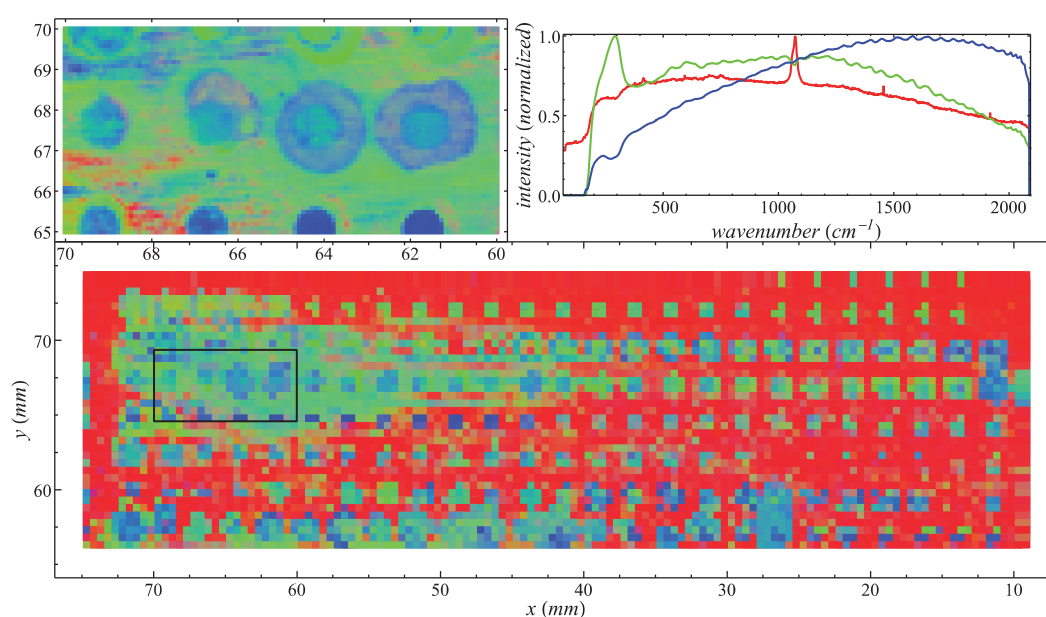 70
69
68
67
66
65
70 68 66 64 62 60
intensity (normalized)
1.0
0.5
0.0
500 1000 1500 2000
wavenumber (cm⁻¹)
y (mm)
70
60
70 60 50 40 30 20 10
x (mm)